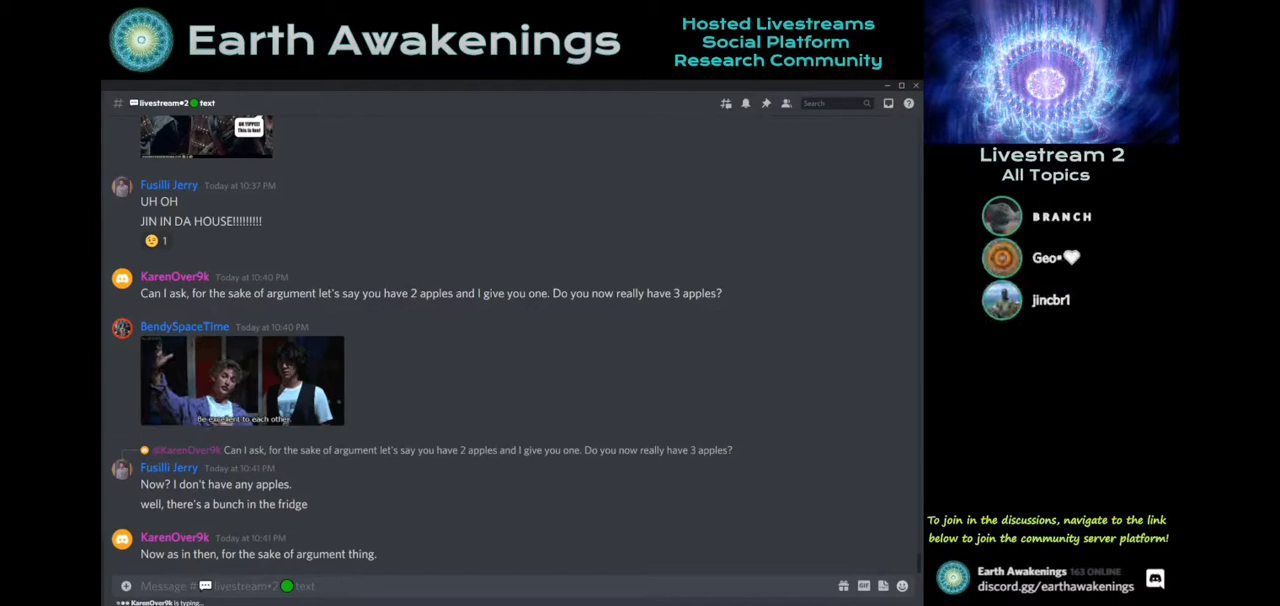 Earth Awakenings
Hosted Livestreams
Social Platform
Research Community
# livestream•2 text
Search
UH YIPPEE!
This is fun!
Fusilli Jerry Today at 10:37 PM
UH OH
JIN IN DA HOUSE!!!!!!!!!
1
KarenOver9k Today at 10:40 PM
Can I ask, for the sake of argument let's say you have 2 apples and I give you one. Do you now really have 3 apples?
BendySpaceTime Today at 10:40 PM
Be excellent to each other.
@KarenOver9k Can I ask, for the sake of argument let's say you have 2 apples and I give you one. Do you now really have 3 apples?
Fusilli Jerry Today at 10:41 PM
Now? I don't have any apples.
well, there's a bunch in the fridge
KarenOver9k Today at 10:41 PM
Now as in then, for the sake of argument thing.
Message # livestream•2 text
GIF
KarenOver9k is typing...
Livestream 2
All Topics
BRANCH
Geo•
jincbr1
To join in the discussions, navigate to the link
below to join the community server platform!
Earth Awakenings 163 ONLINE
discord.gg/earthawakenings